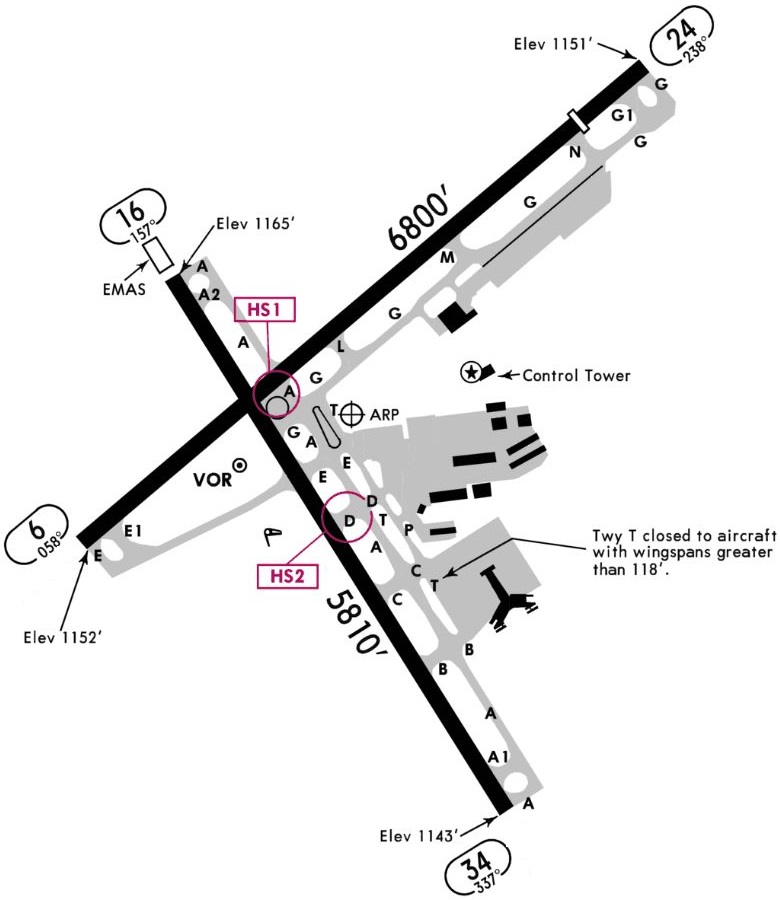 24
238°
Elev 1151'
G
G1
G
N
16
157°
Elev 1165'
6800'
G
A
EMAS
A2
M
HS1
G
A
L
G
Control Tower
A
T
ARP
G
A
E
VOR
E
D
6
058°
E1
D
T
P
E
A
Twy T closed to aircraft
with wingspans greater
than 118'.
HS2
C
T
C
Elev 1152'
5810'
B
B
A
A1
A
Elev 1143'
34
337°